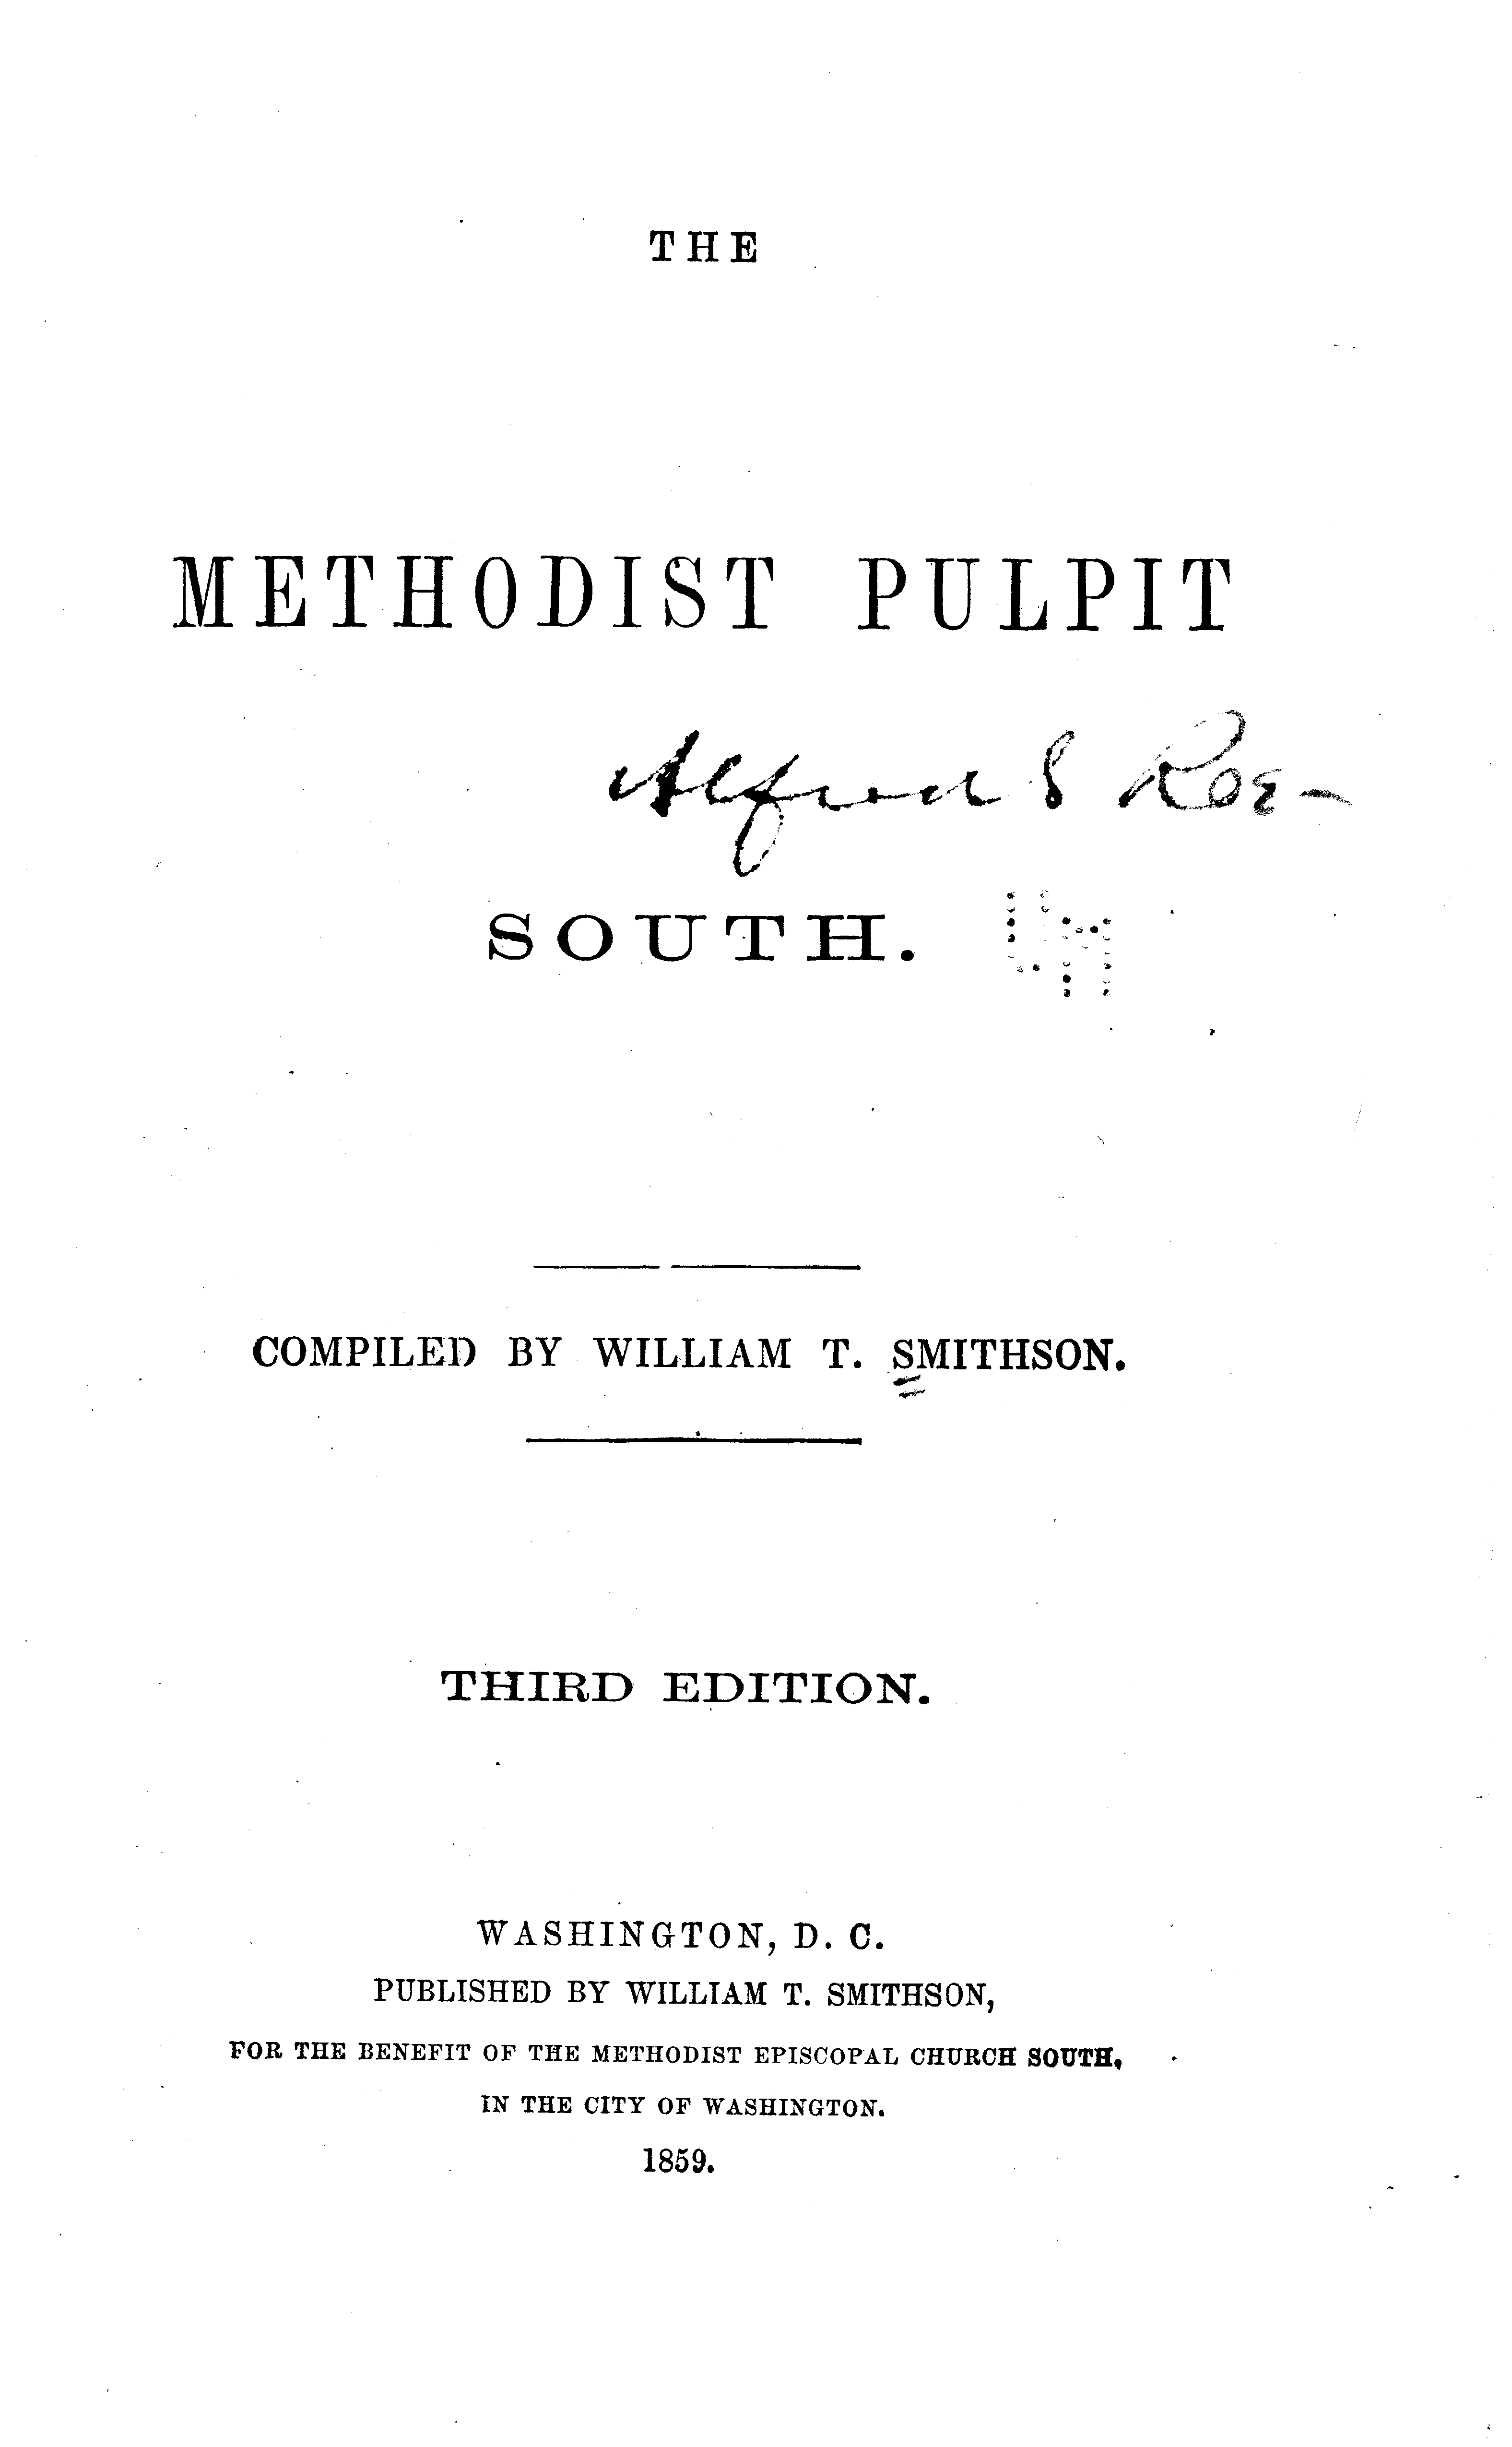 THE
METHODIST PULPIT
Alfred S Roe
SOUTH.
COMPILED BY WILLIAM T. SMITHSON.
THIRD EDITION.
WASHINGTON, D. C.
PUBLISHED BY WILLIAM T. SMITHSON,
FOR THE BENEFIT OF THE METHODIST EPISCOPAL CHURCH SOUTH,
IN THE CITY OF WASHINGTON.
1859.